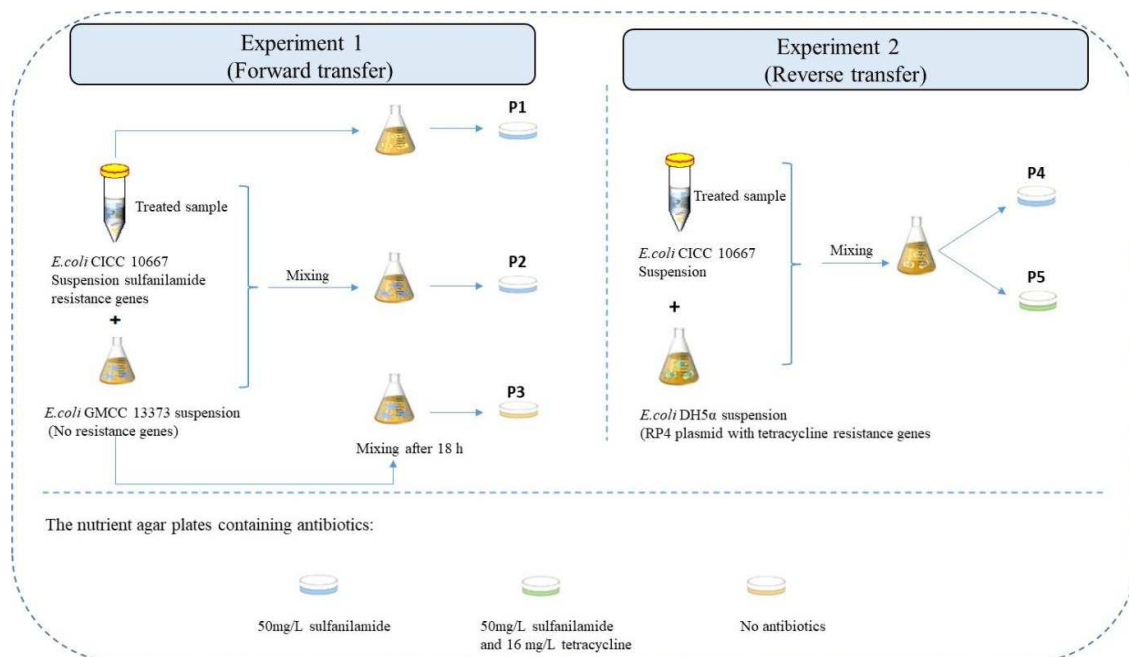 Experiment 1
(Forward transfer)
P1
Treated sample
E.coli CICC 10667
Suspension sulfanilamide
resistance genes
+
Mixing
P2
E.coli GMCC 13373 suspension
(No resistance genes)
P3
Mixing after 18 h
Experiment 2
(Reverse transfer)
Treated sample
E.coli CICC 10667
Suspension
+
Mixing
P4
P5
E.coli DH5α suspension
(RP4 plasmid with tetracycline resistance genes
The nutrient agar plates containing antibiotics:
50mg/L sulfanilamide
50mg/L sulfanilamide
and 16 mg/L tetracycline
No antibiotics